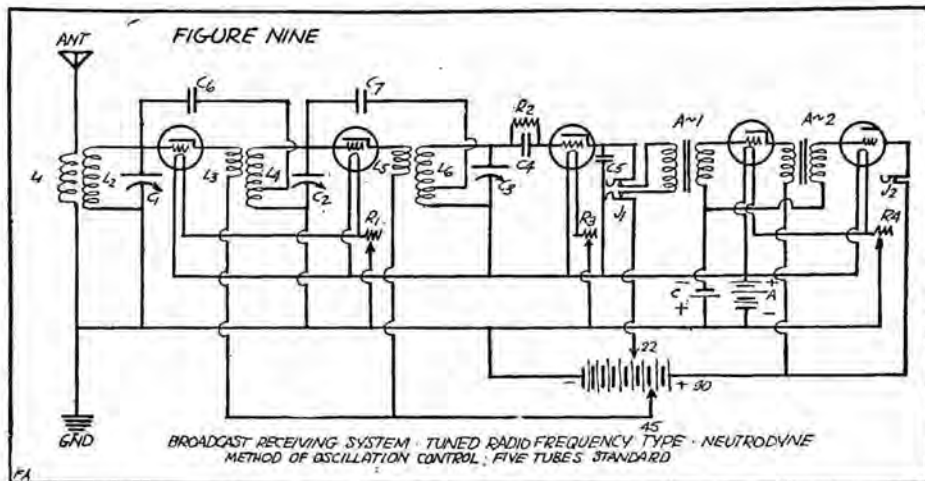 FIGURE NINE
ANT
C6
C7
R2
A~1
A~2
C4
C5
L1
L2
C1
L3
L4
C2
L5
L6
C3
J1
J2
R1
R3
R4
- C +
+ A -
22
- + 90
45
GND
BROADCAST RECEIVING SYSTEM · TUNED RADIO FREQUENCY TYPE · NEUTRODYNE
METHOD OF OSCILLATION CONTROL; FIVE TUBES STANDARD
FA